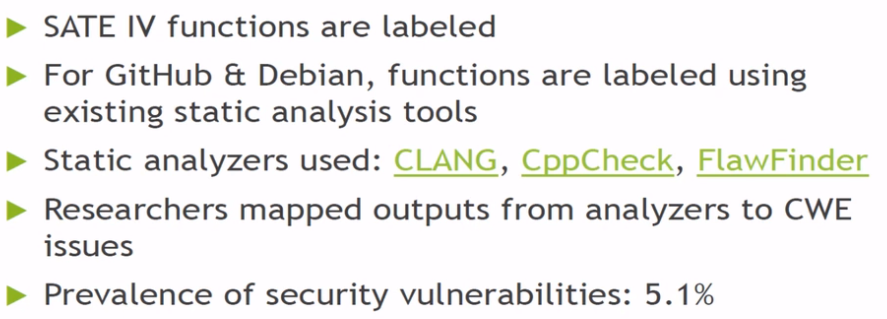 SATE IV functions are labeled
For GitHub & Debian, functions are labeled using
existing static analysis tools
Static analyzers used: CLANG, CppCheck, FlawFinder
Researchers mapped outputs from analyzers to CWE
issues
Prevalence of security vulnerabilities: 5.1%